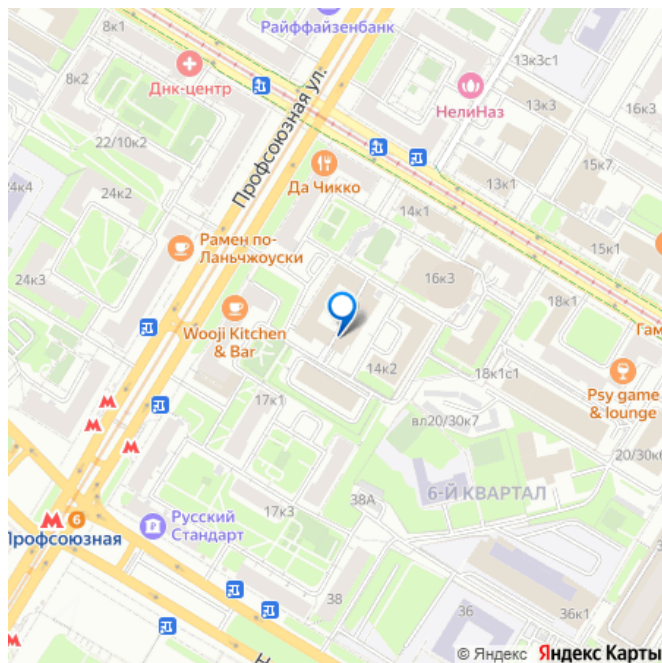 Райффайзенбанк
8к1
8к2
13к3с1
Днк-центр
НелиНаз
13к3
16к3
22/10к2
Профсоюзная ул.
15к7
24к4
24к2
Да Чикко
13к1
14к1
Рамен по-
Ланьчжоуски
15к1
16к3
24к3
18к1
Wooji Kitchen
& Bar
Гам
14к2
18к1с1
Psy game
& lounge
17к1
вл20/30к7
20/30к6
38А
6-Й КВАРТАЛ
6
Профсоюзная
Русский
Стандарт
17к3
38
36
36к1
Н
© Яндекс Яндекс Карты